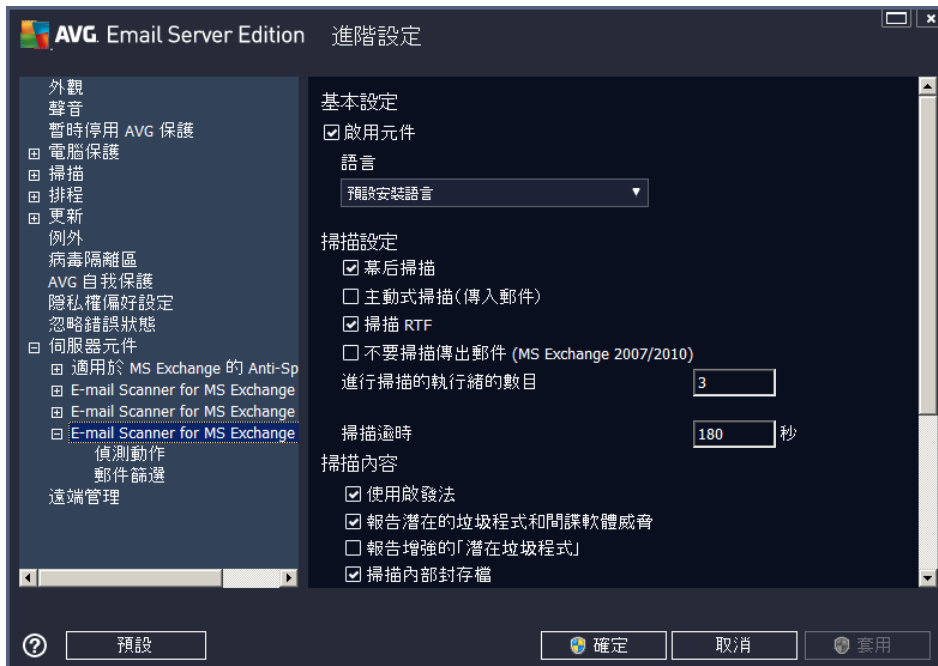 AVG. Email Server Edition 進階設定
外觀
聲音
暫時停用 AVG 保護
電腦保護
掃描
排程
更新
例外
病毒隔離區
AVG 自我保護
隱私權偏好設定
忽略錯誤狀態
伺服器元件
適用於 MS Exchange 的 Anti-Sp
E-mail Scanner for MS Exchange
E-mail Scanner for MS Exchange
E-mail Scanner for MS Exchange
偵測動作
郵件篩選
遠端管理
基本設定
啟用元件
語言
預設安裝語言
掃描設定
幕后掃描
主動式掃描(傳入郵件)
掃描 RTF
不要掃描傳出郵件 (MS Exchange 2007/2010)
進行掃描的執行緒的數目 3
掃描逾時 180 秒
掃描內容
使用啟發法
報告潛在的垃圾程式和間諜軟體威脅
報告增強的「潛在垃圾程式」
掃描內部封存檔
預設 確定 取消 套用